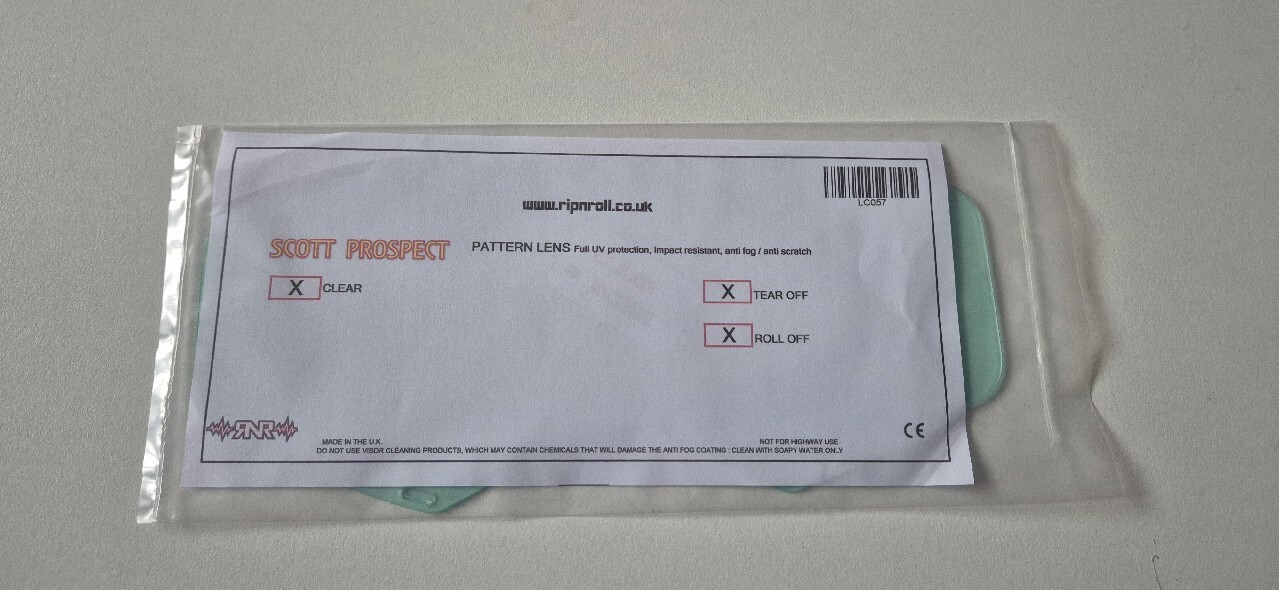 LC057
www.ripnroll.co.uk
SCOTT PROSPECT PATTERN LENS Full UV protection, Impact resistant, anti fog / anti scratch
X CLEAR
X TEAR OFF
X ROLL OFF
RNR
CE
MADE IN THE U.K.
NOT FOR HIGHWAY USE
DO NOT USE VISOR CLEANING PRODUCTS, WHICH MAY CONTAIN CHEMICALS THAT WILL DAMAGE THE ANTI FOG COATING : CLEAN WITH SOAPY WATER ONLY